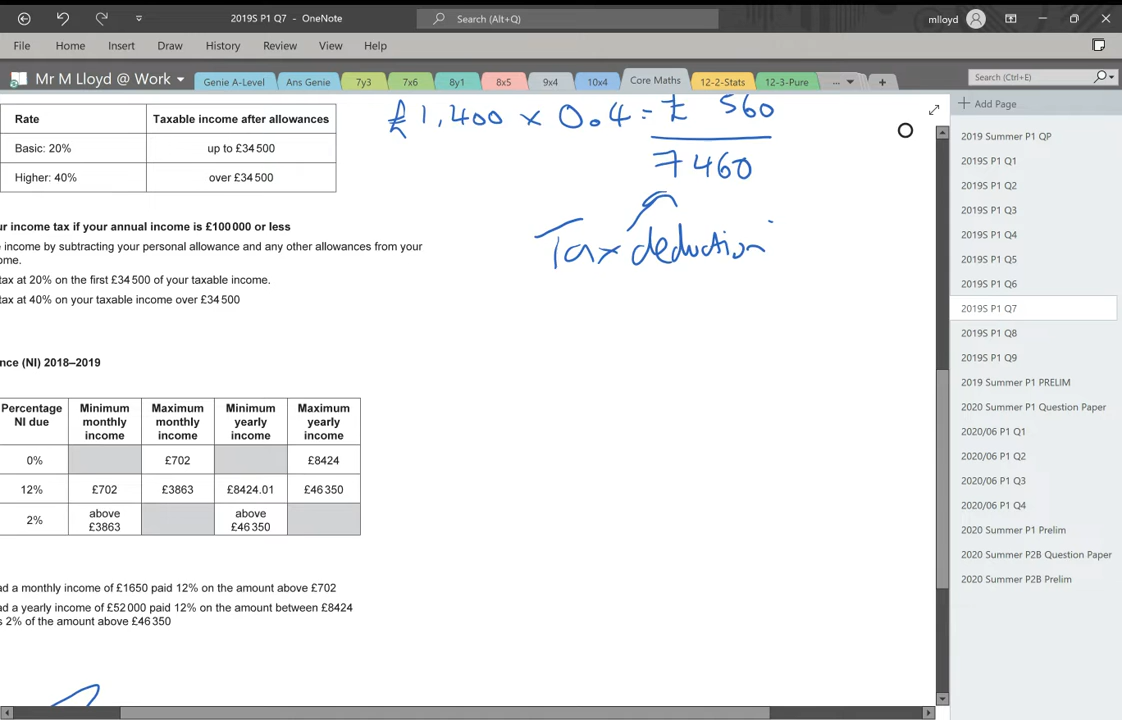 2019S P1 Q7 - OneNote
Search (Alt+Q)
mlloyd
File Home Insert Draw History Review View Help
Mr M Lloyd @ Work
Genie A-Level Ans Genie 7y3 7x6 8y1 8x5 9x4 10x4 Core Maths 12-2-Stats 12-3-Pure ...
Search (Ctrl+E)
Add Page
2019 Summer P1 QP
2019S P1 Q1
2019S P1 Q2
2019S P1 Q3
2019S P1 Q4
2019S P1 Q5
2019S P1 Q6
2019S P1 Q7
2019S P1 Q8
2019S P1 Q9
2019 Summer P1 PRELIM
2020 Summer P1 Question Paper
2020/06 P1 Q1
2020/06 P1 Q2
2020/06 P1 Q3
2020/06 P1 Q4
2020 Summer P1 Prelim
2020 Summer P2B Question Paper
2020 Summer P2B Prelim
£1,400 × 0.4 = £ 560
7460
Tax deduction
Rate Taxable income after allowances
Basic: 20% up to £34 500
Higher: 40% over £34 500
ur income tax if your annual income is £100 000 or less
e income by subtracting your personal allowance and any other allowances from your
ome.
tax at 20% on the first £34 500 of your taxable income.
tax at 40% on your taxable income over £34 500
nce (NI) 2018–2019
Percentage NI due Minimum monthly income Maximum monthly income Minimum yearly income Maximum yearly income
0% £702 £8424
12% £702 £3863 £8424.01 £46 350
2% above £3863 above £46 350
ad a monthly income of £1650 paid 12% on the amount above £702
ad a yearly income of £52 000 paid 12% on the amount between £8424
s 2% of the amount above £46 350